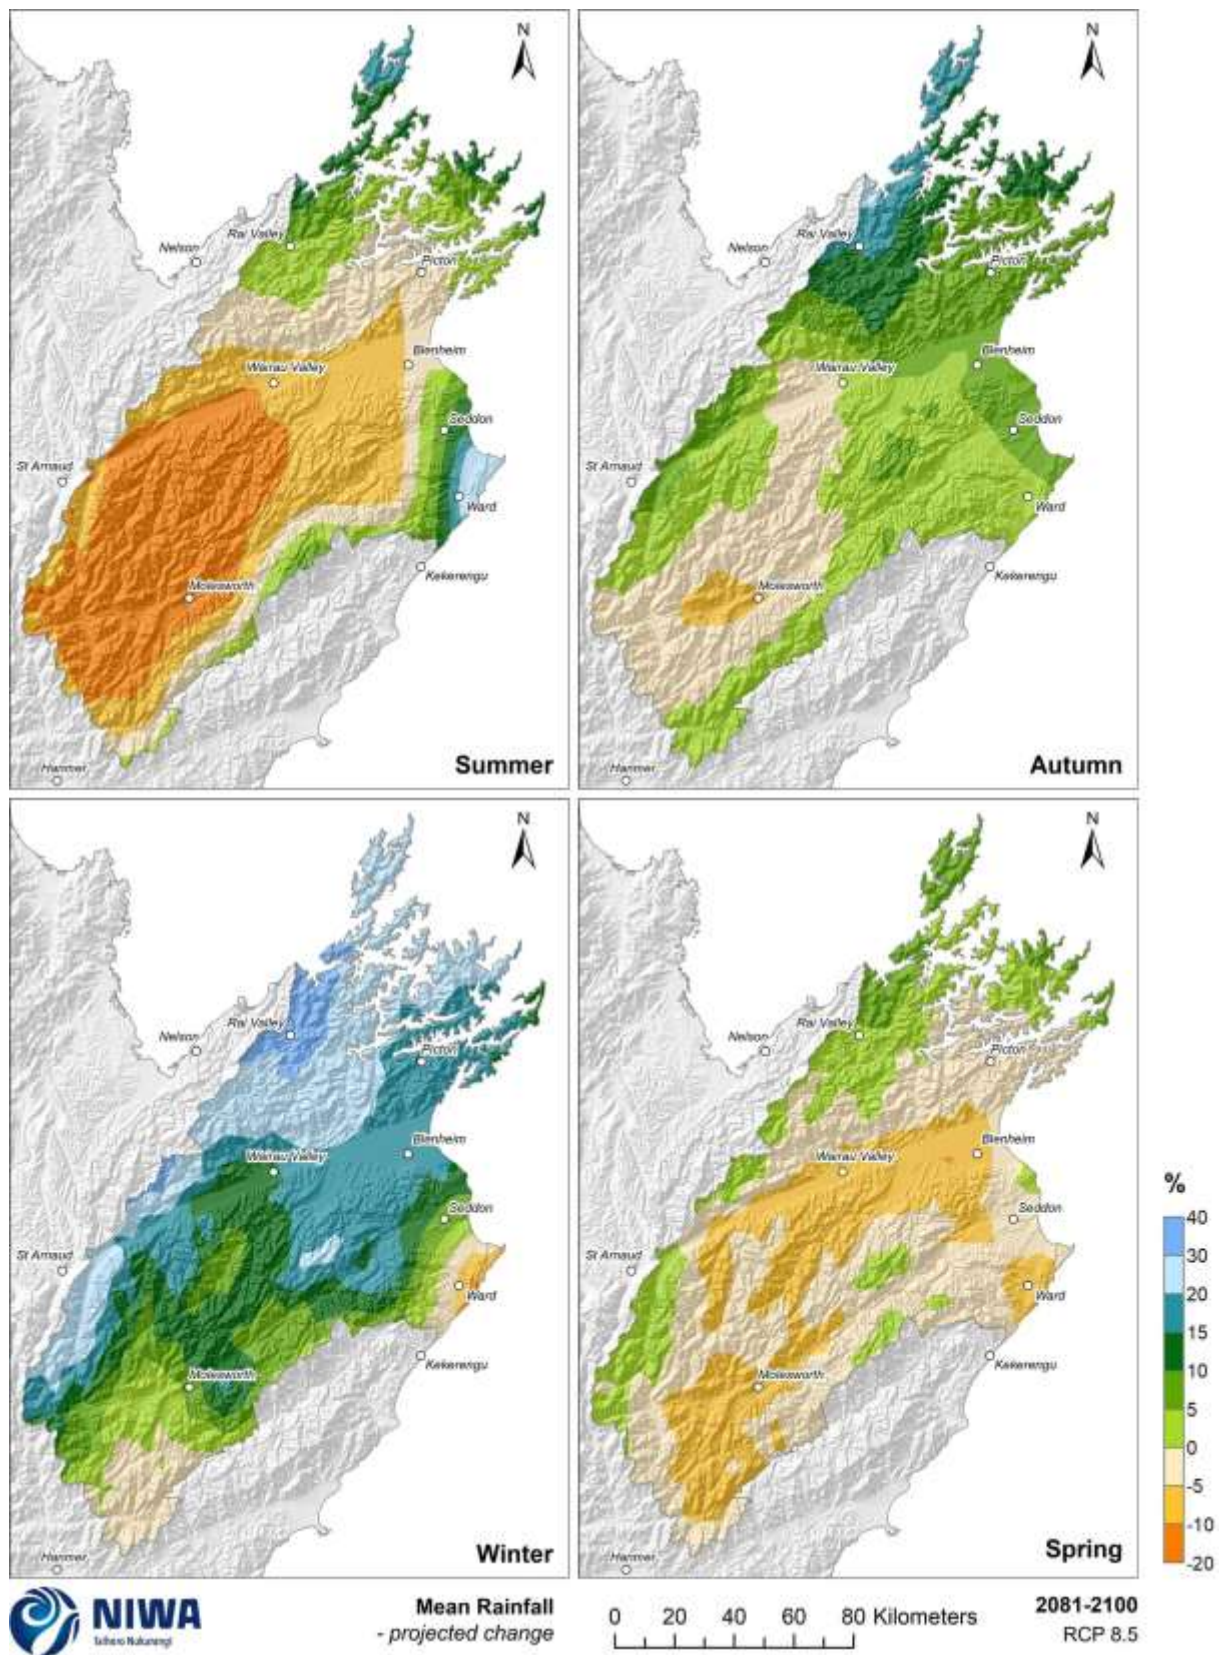 N
Nelson
Rai Valley
Picton
Blenheim
Wairau Valley
Seddon
St Arnaud
Ward
Molesworth
Kekerengu
Hanmer
Summer
N
Nelson
Rai Valley
Picton
Blenheim
Wairau Valley
Seddon
St Arnaud
Ward
Molesworth
Kekerengu
Hanmer
Autumn
N
Nelson
Rai Valley
Picton
Blenheim
Wairau Valley
Seddon
St Arnaud
Ward
Molesworth
Kekerengu
Hanmer
Winter
N
Nelson
Rai Valley
Picton
Blenheim
Wairau Valley
Seddon
St Arnaud
Ward
Molesworth
Kekerengu
Hanmer
Spring
%
40
30
20
15
10
5
0
-5
-10
-20
NIWA
Taihoro Nukurangi
Mean Rainfall
- projected change
0 20 40 60 80 Kilometers
2081-2100
RCP 8.5